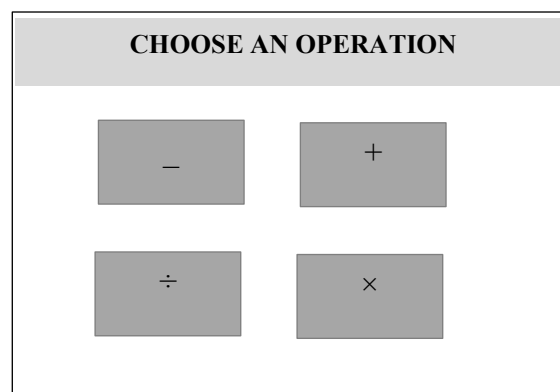 CHOOSE AN OPERATION
– +
÷ ×